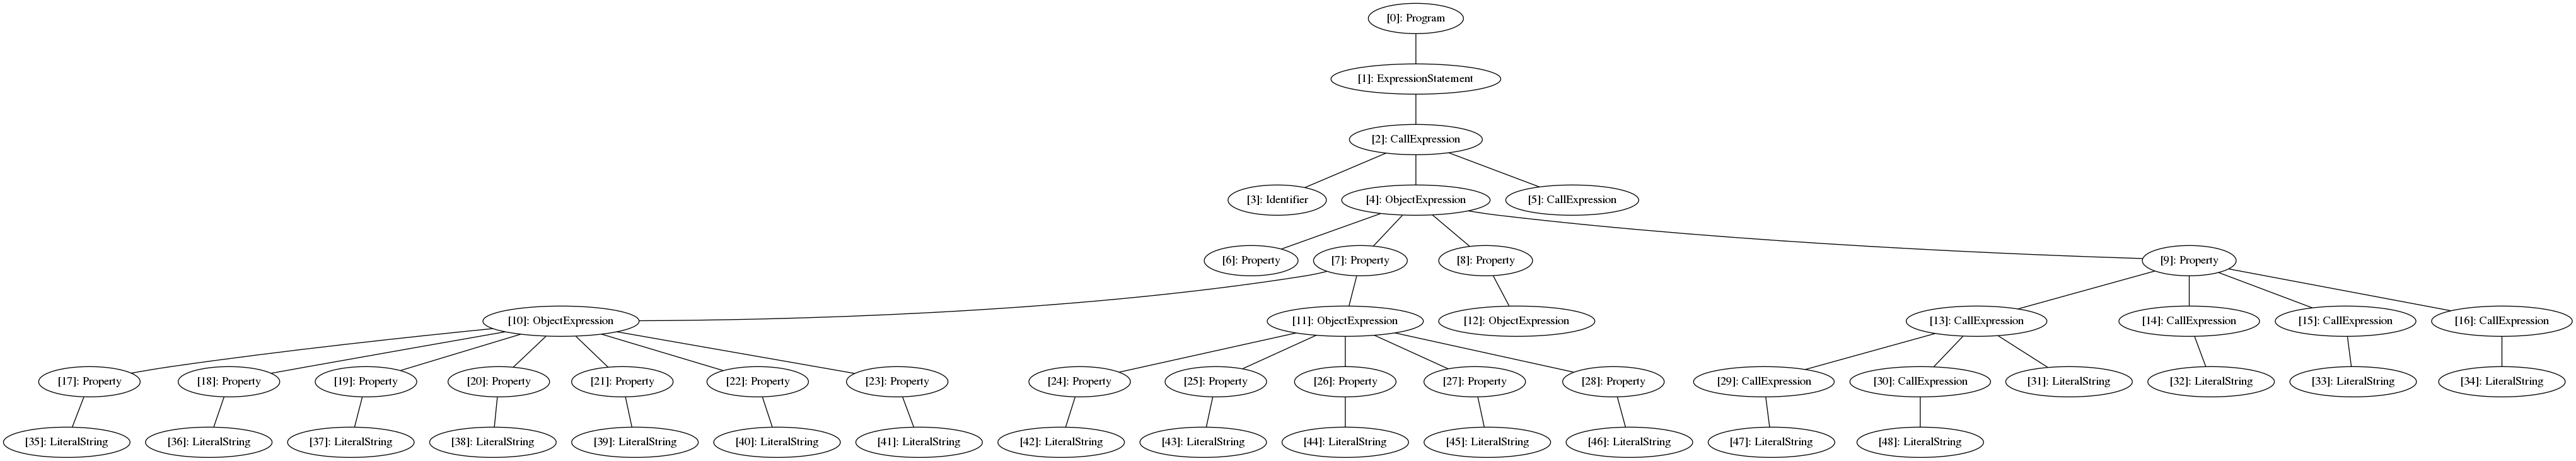 [0]: Program
[1]: ExpressionStatement
[2]: CallExpression
[3]: Identifier
[4]: ObjectExpression
[5]: CallExpression
[6]: Property
[7]: Property
[8]: Property
[9]: Property
[10]: ObjectExpression
[11]: ObjectExpression
[12]: ObjectExpression
[13]: CallExpression
[14]: CallExpression
[15]: CallExpression
[16]: CallExpression
[17]: Property
[18]: Property
[19]: Property
[20]: Property
[21]: Property
[22]: Property
[23]: Property
[24]: Property
[25]: Property
[26]: Property
[27]: Property
[28]: Property
[29]: CallExpression
[30]: CallExpression
[31]: LiteralString
[32]: LiteralString
[33]: LiteralString
[34]: LiteralString
[35]: LiteralString
[36]: LiteralString
[37]: LiteralString
[38]: LiteralString
[39]: LiteralString
[40]: LiteralString
[41]: LiteralString
[42]: LiteralString
[43]: LiteralString
[44]: LiteralString
[45]: LiteralString
[46]: LiteralString
[47]: LiteralString
[48]: LiteralString